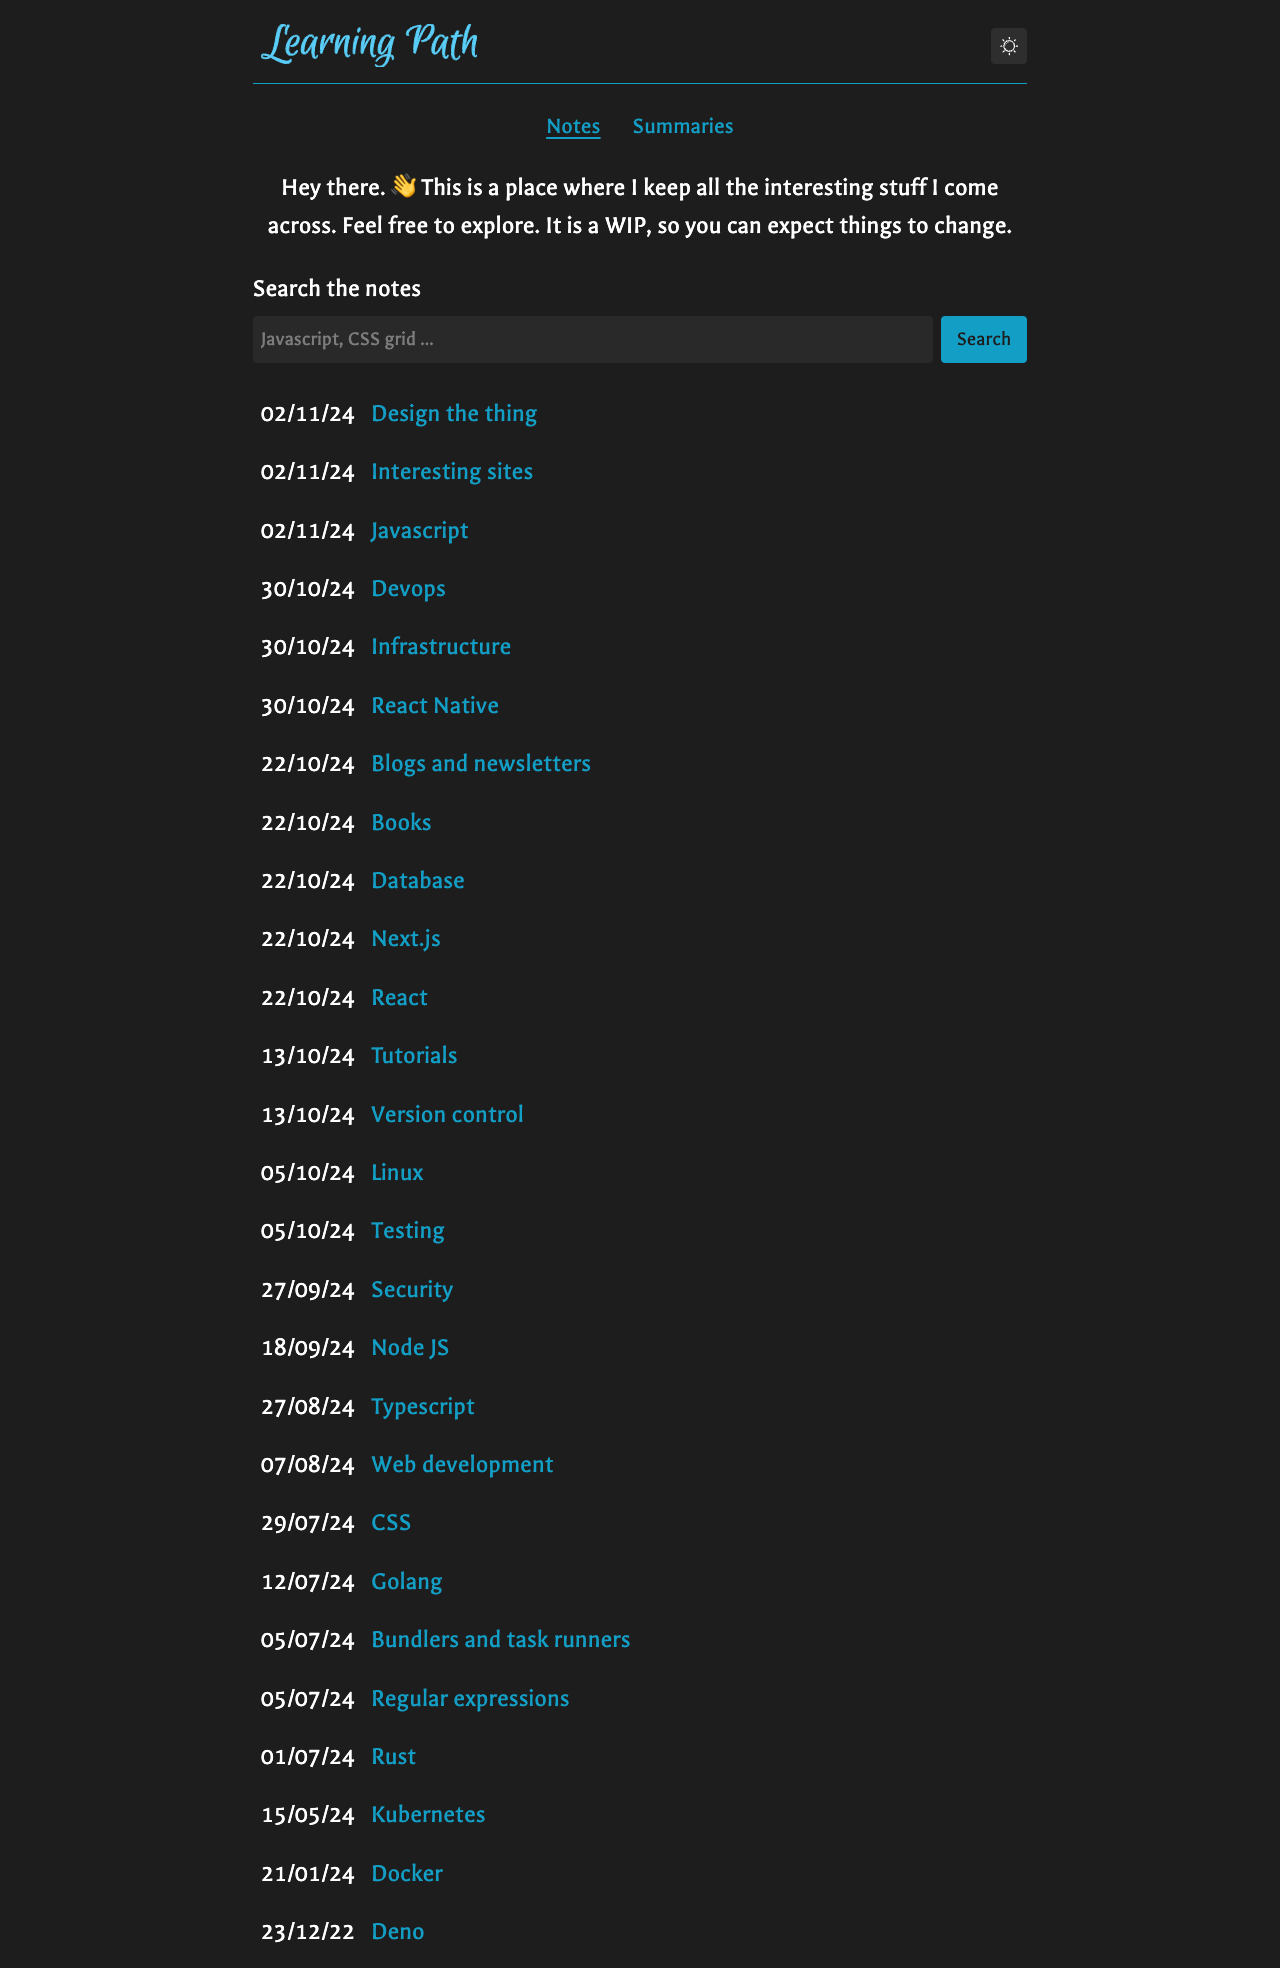 Learning Path
Notes Summaries
Hey there. 👋 This is a place where I keep all the interesting stuff I come
across. Feel free to explore. It is a WIP, so you can expect things to change.
Search the notes
Javascript, CSS grid ... Search
02/11/24 Design the thing
02/11/24 Interesting sites
02/11/24 Javascript
30/10/24 Devops
30/10/24 Infrastructure
30/10/24 React Native
22/10/24 Blogs and newsletters
22/10/24 Books
22/10/24 Database
22/10/24 Next.js
22/10/24 React
13/10/24 Tutorials
13/10/24 Version control
05/10/24 Linux
05/10/24 Testing
27/09/24 Security
18/09/24 Node JS
27/08/24 Typescript
07/08/24 Web development
29/07/24 CSS
12/07/24 Golang
05/07/24 Bundlers and task runners
05/07/24 Regular expressions
01/07/24 Rust
15/05/24 Kubernetes
21/01/24 Docker
23/12/22 Deno